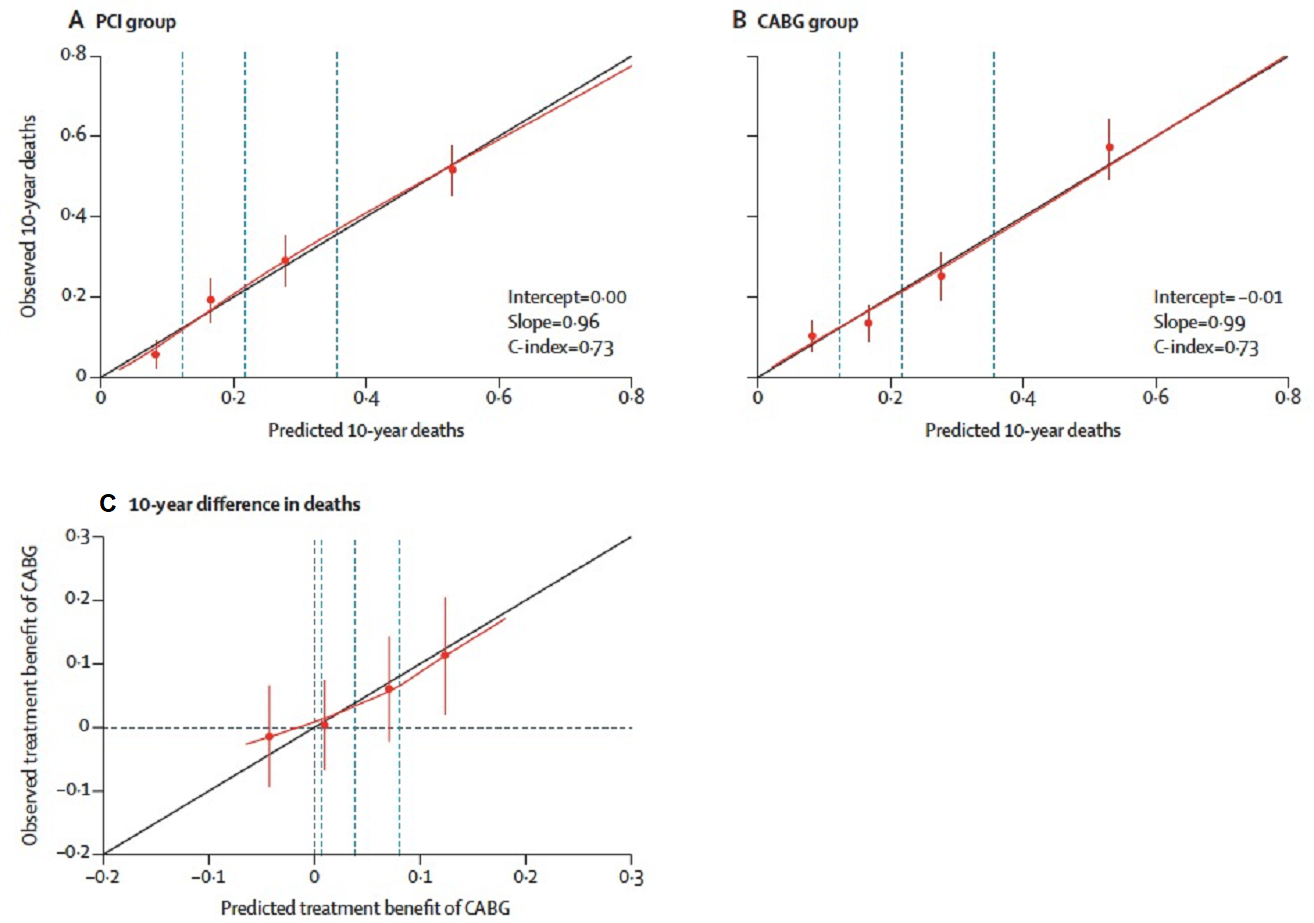 A PCI group
0·8
0·6
0·4
0·2
0
Observed 10-year deaths
Intercept=0·00
Slope=0·96
C-index=0·73
0 0·2 0·4 0·6 0·8
Predicted 10-year deaths
B CABG group
Intercept= –0·01
Slope=0·99
C-index=0·73
0 0·2 0·4 0·6 0·8
Predicted 10-year deaths
C 10-year difference in deaths
0·3
0·2
0·1
0
–0·1
–0·2
Observed treatment benefit of CABG
–0·2 –0·1 0 0·1 0·2 0·3
Predicted treatment benefit of CABG